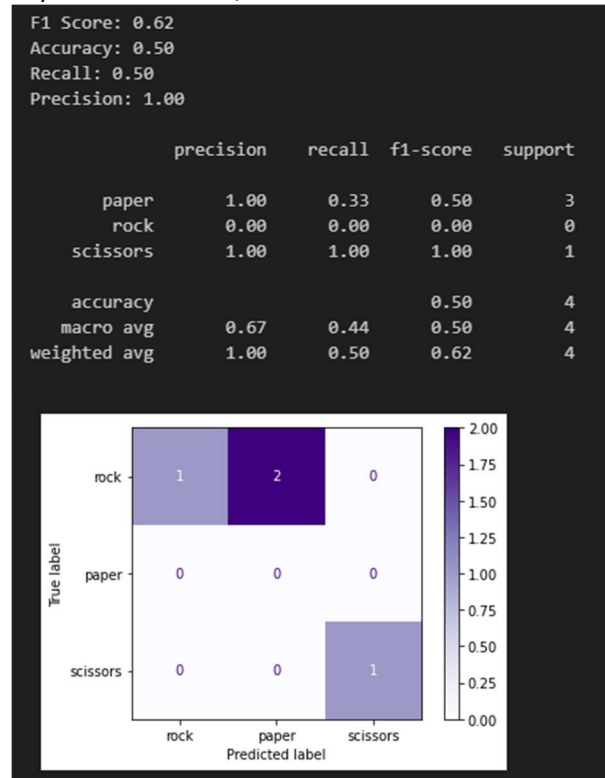 F1 Score: 0.62
Accuracy: 0.50
Recall: 0.50
Precision: 1.00
precision recall f1-score support
paper 1.00 0.33 0.50 3
rock 0.00 0.00 0.00 0
scissors 1.00 1.00 1.00 1
accuracy 0.50 4
macro avg 0.67 0.44 0.50 4
weighted avg 1.00 0.50 0.62 4
2.00
rock 1 2 0
1.75
1.50
1.25
True label
paper 0 0 0
1.00
0.75
0.50
scissors 0 0 1
0.25
0.00
rock paper scissors
Predicted label